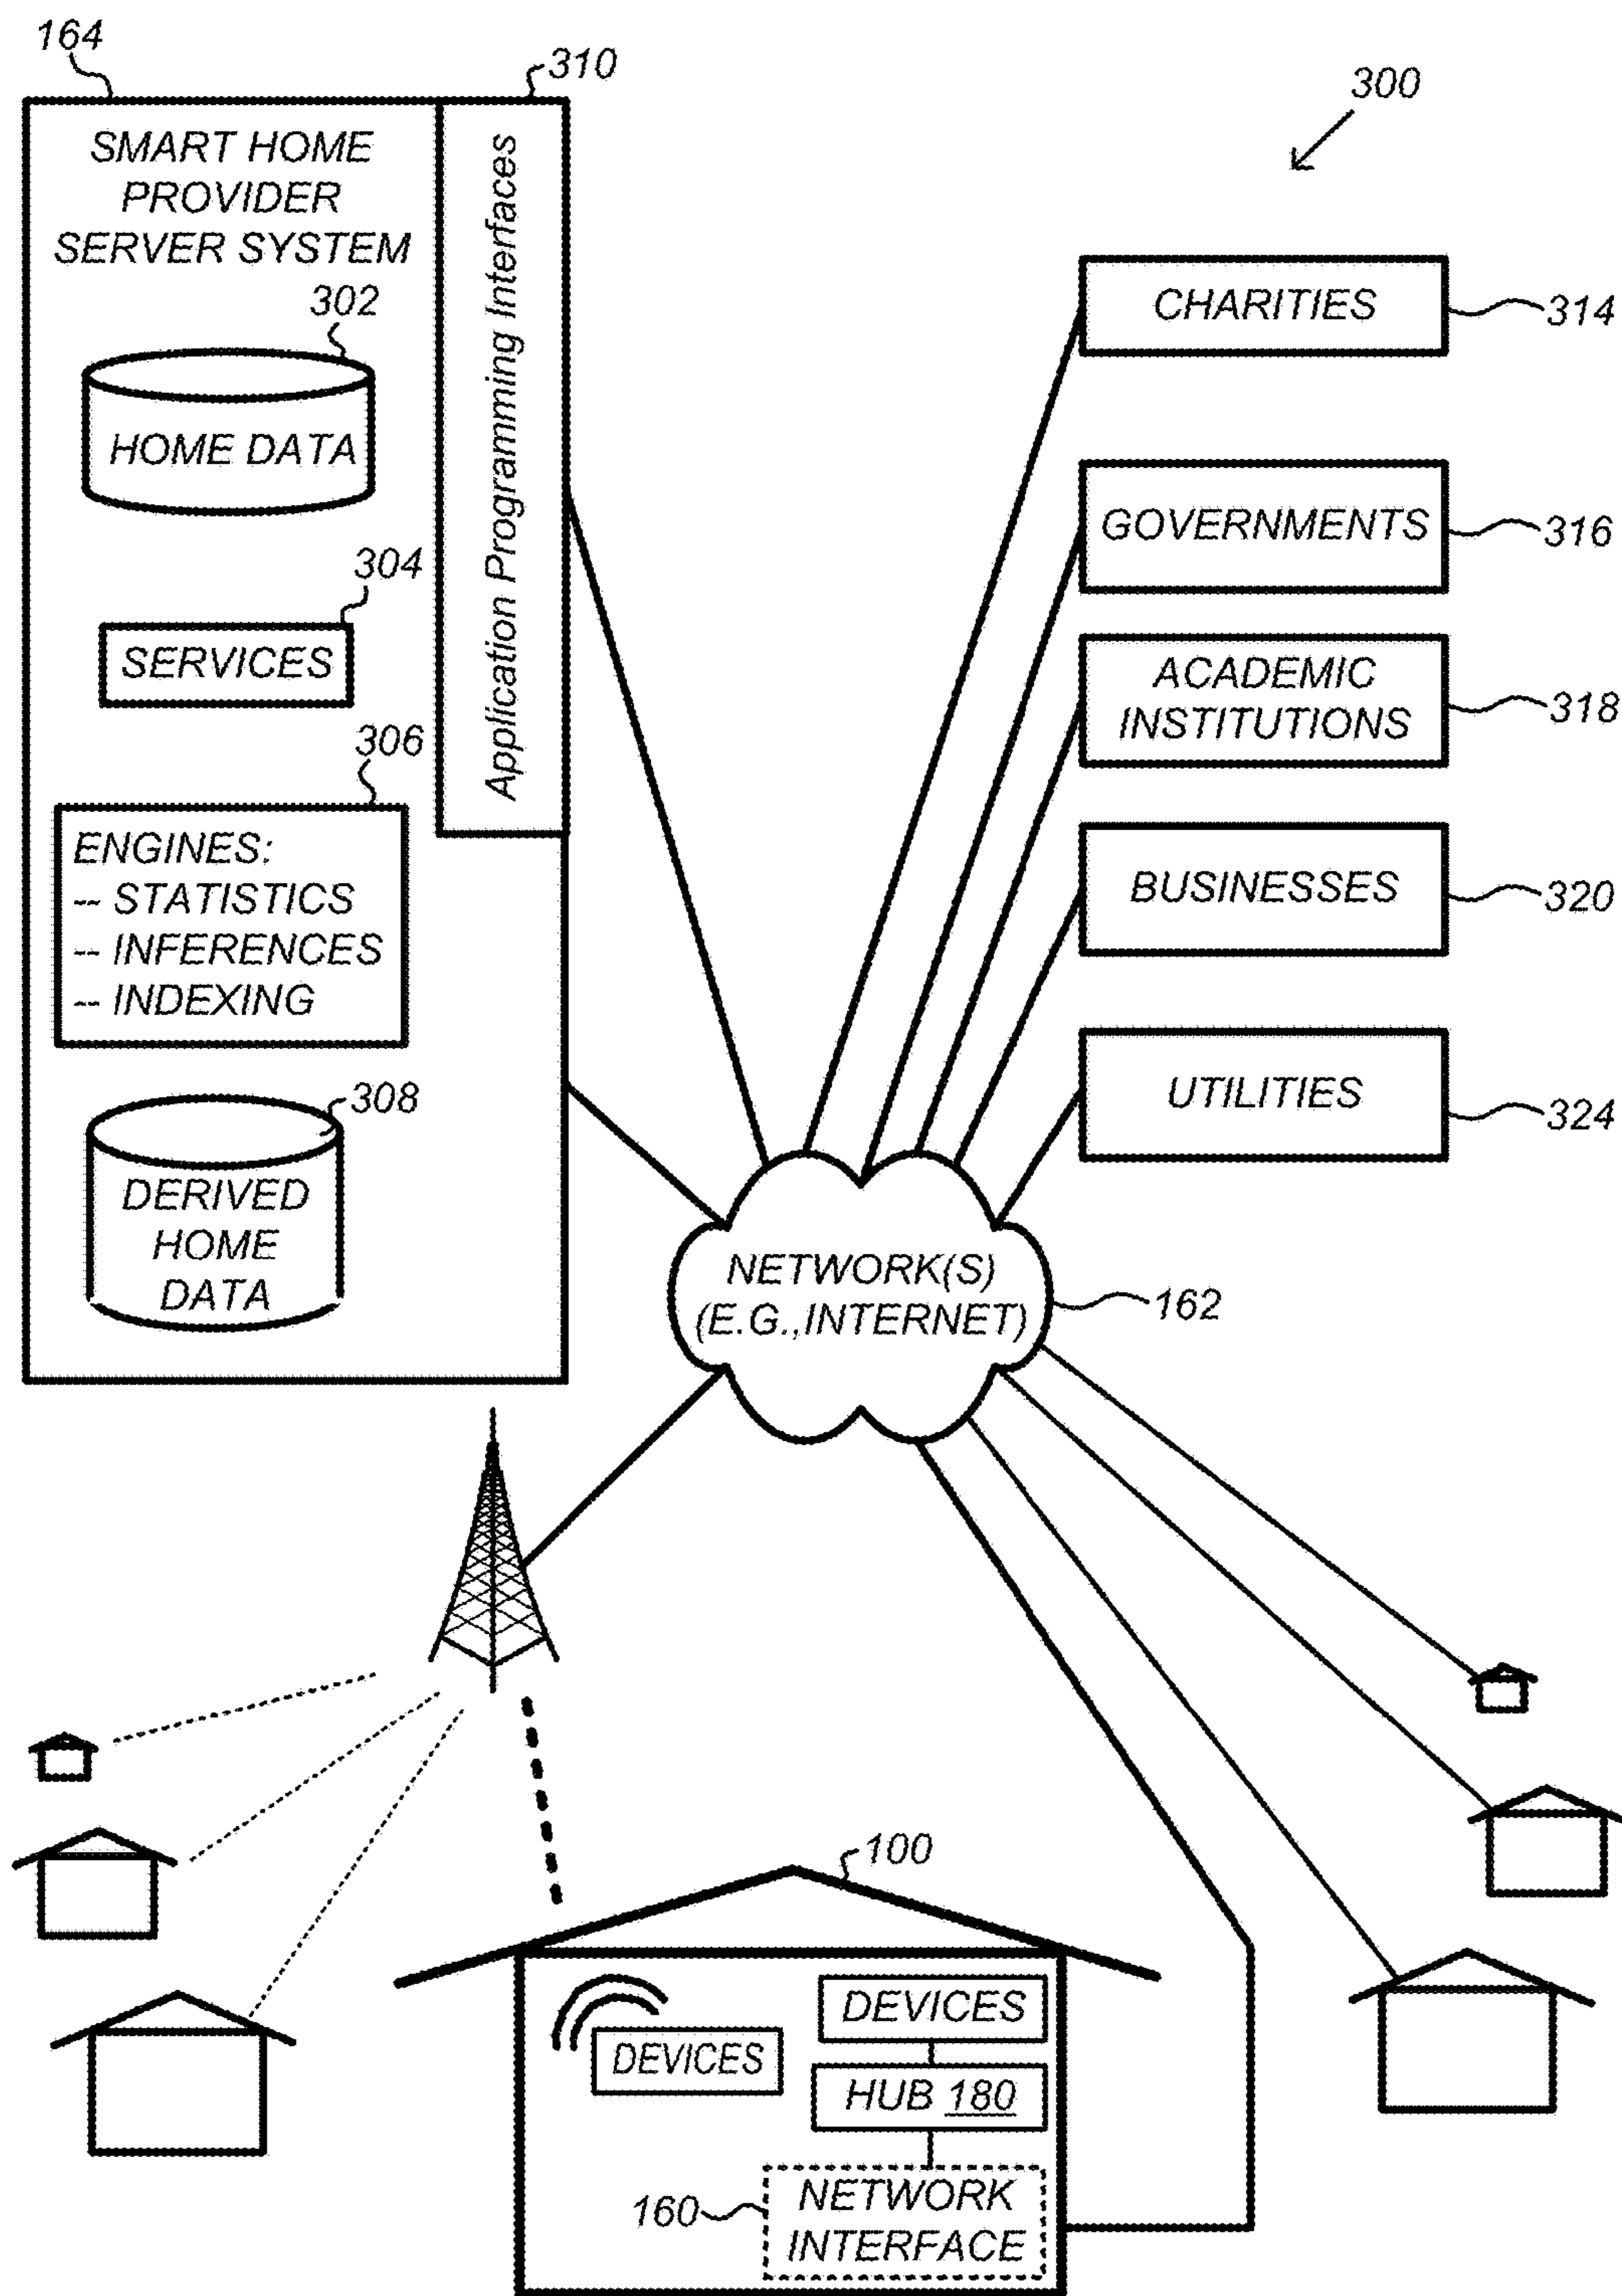 164
310
300
SMART HOME
PROVIDER
SERVER SYSTEM
Application Programming Interfaces
302
HOME DATA
304
SERVICES
306
ENGINES:
-- STATISTICS
-- INFERENCES
-- INDEXING
308
DERIVED
HOME
DATA
CHARITIES
314
GOVERNMENTS
316
ACADEMIC
INSTITUTIONS
318
BUSINESSES
320
UTILITIES
324
NETWORK(S)
(E.G.,INTERNET)
162
100
DEVICES
DEVICES
HUB 180
160
NETWORK
INTERFACE